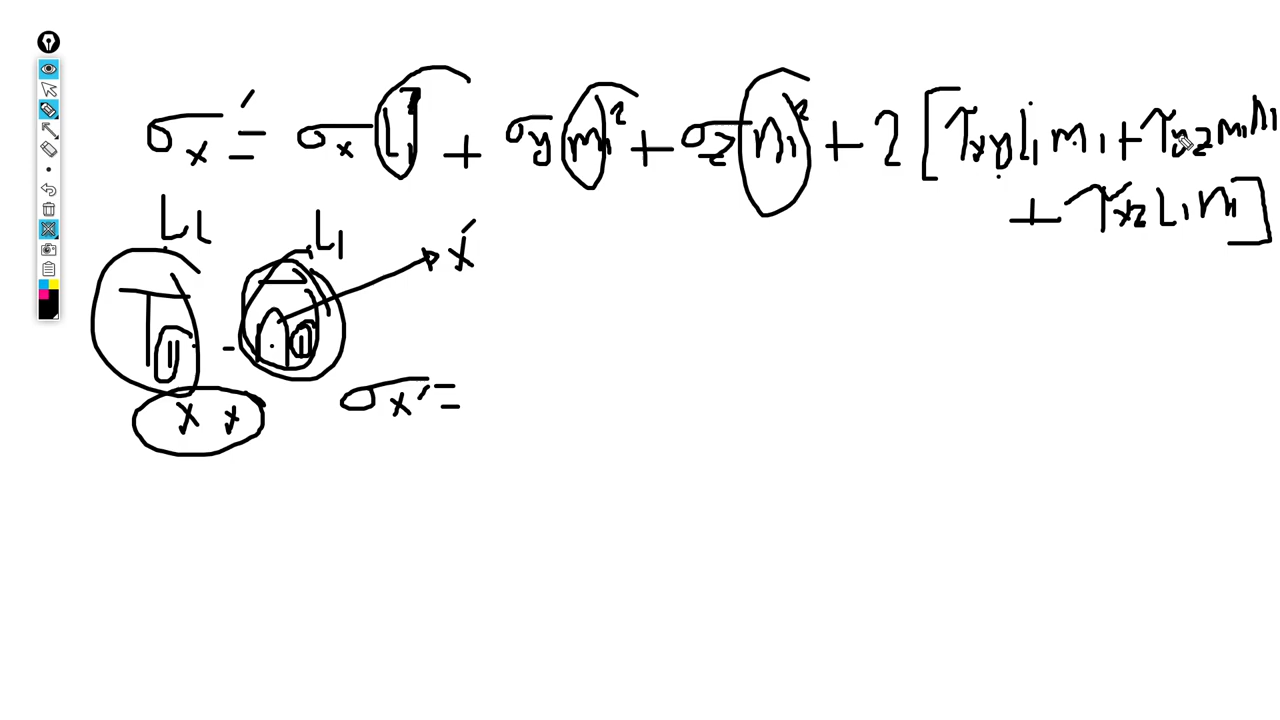 σx' = σx L₁² + σy m₁² + σz n₁² + 2 [τxy L₁ m₁ + τyz m₁ n₁
+ τxz L₁ n₁]
L₁ L₁
x'
σx' =
x x